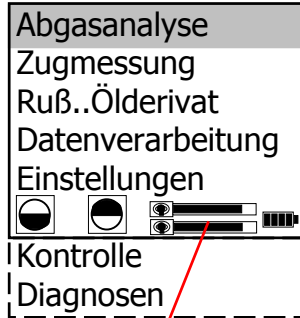 Abgasanalyse
Zugmessung
Ruß..Ölderivat
Datenverarbeitung
Einstellungen
Kontrolle
Diagnosen